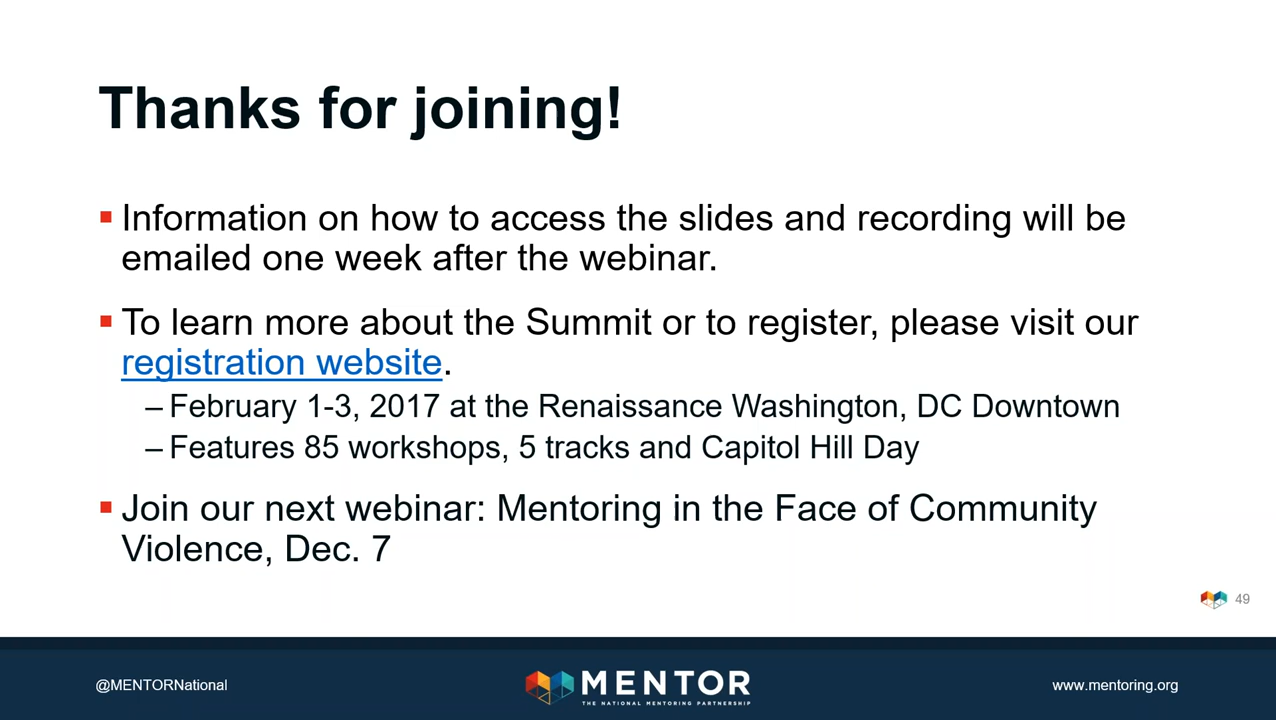 Thanks for joining!
Information on how to access the slides and recording will be
emailed one week after the webinar.
To learn more about the Summit or to register, please visit our
registration website.
– February 1-3, 2017 at the Renaissance Washington, DC Downtown
– Features 85 workshops, 5 tracks and Capitol Hill Day
Join our next webinar: Mentoring in the Face of Community
Violence, Dec. 7
49
@MENTORNational
MENTOR
THE NATIONAL MENTORING PARTNERSHIP
www.mentoring.org